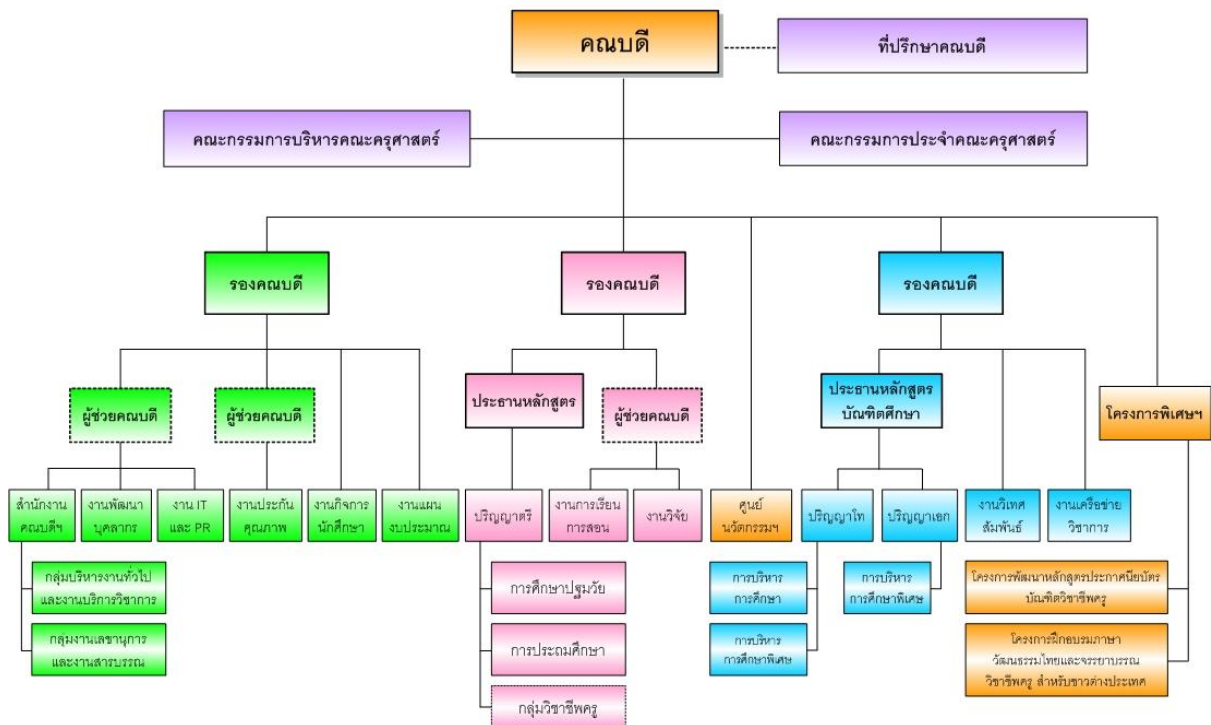 คณบดี
ที่ปรึกษาคณบดี
คณะกรรมการบริหารคณะครุศาสตร์
คณะกรรมการประจำคณะครุศาสตร์
รองคณบดี
รองคณบดี
รองคณบดี
ผู้ช่วยคณบดี
ผู้ช่วยคณบดี
ประธานหลักสูตร
ผู้ช่วยคณบดี
ประธานหลักสูตร
บัณฑิตศึกษา
โครงการพิเศษฯ
สำนักงาน
คณบดีฯ
งานพัฒนา
บุคลากร
งาน IT
และ PR
งานประกัน
คุณภาพ
งานกิจการ
นักศึกษา
งานแผน
งบประมาณ
ปริญญาตรี
งานการเรียน
การสอน
งานวิจัย
ศูนย์
นวัตกรรมฯ
ปริญญาโท
ปริญญาเอก
งานวิเทศ
สัมพันธ์
งานเครือข่าย
วิชาการ
กลุ่มบริหารงานทั่วไป
และงานบริการวิชาการ
กลุ่มงานเลขานุการ
และงานสารบรรณ
การศึกษาปฐมวัย
การประถมศึกษา
กลุ่มวิชาชีพครู
การบริหาร
การศึกษา
การบริหาร
การศึกษาพิเศษ
การบริหาร
การศึกษาพิเศษ
โครงการพัฒนาหลักสูตรประกาศนียบัตร
บัณฑิตวิชาชีพครู
โครงการฝึกอบรมภาษา
วัฒนธรรมไทยและจรรยาบรรณ
วิชาชีพครู สำหรับชาวต่างประเทศ